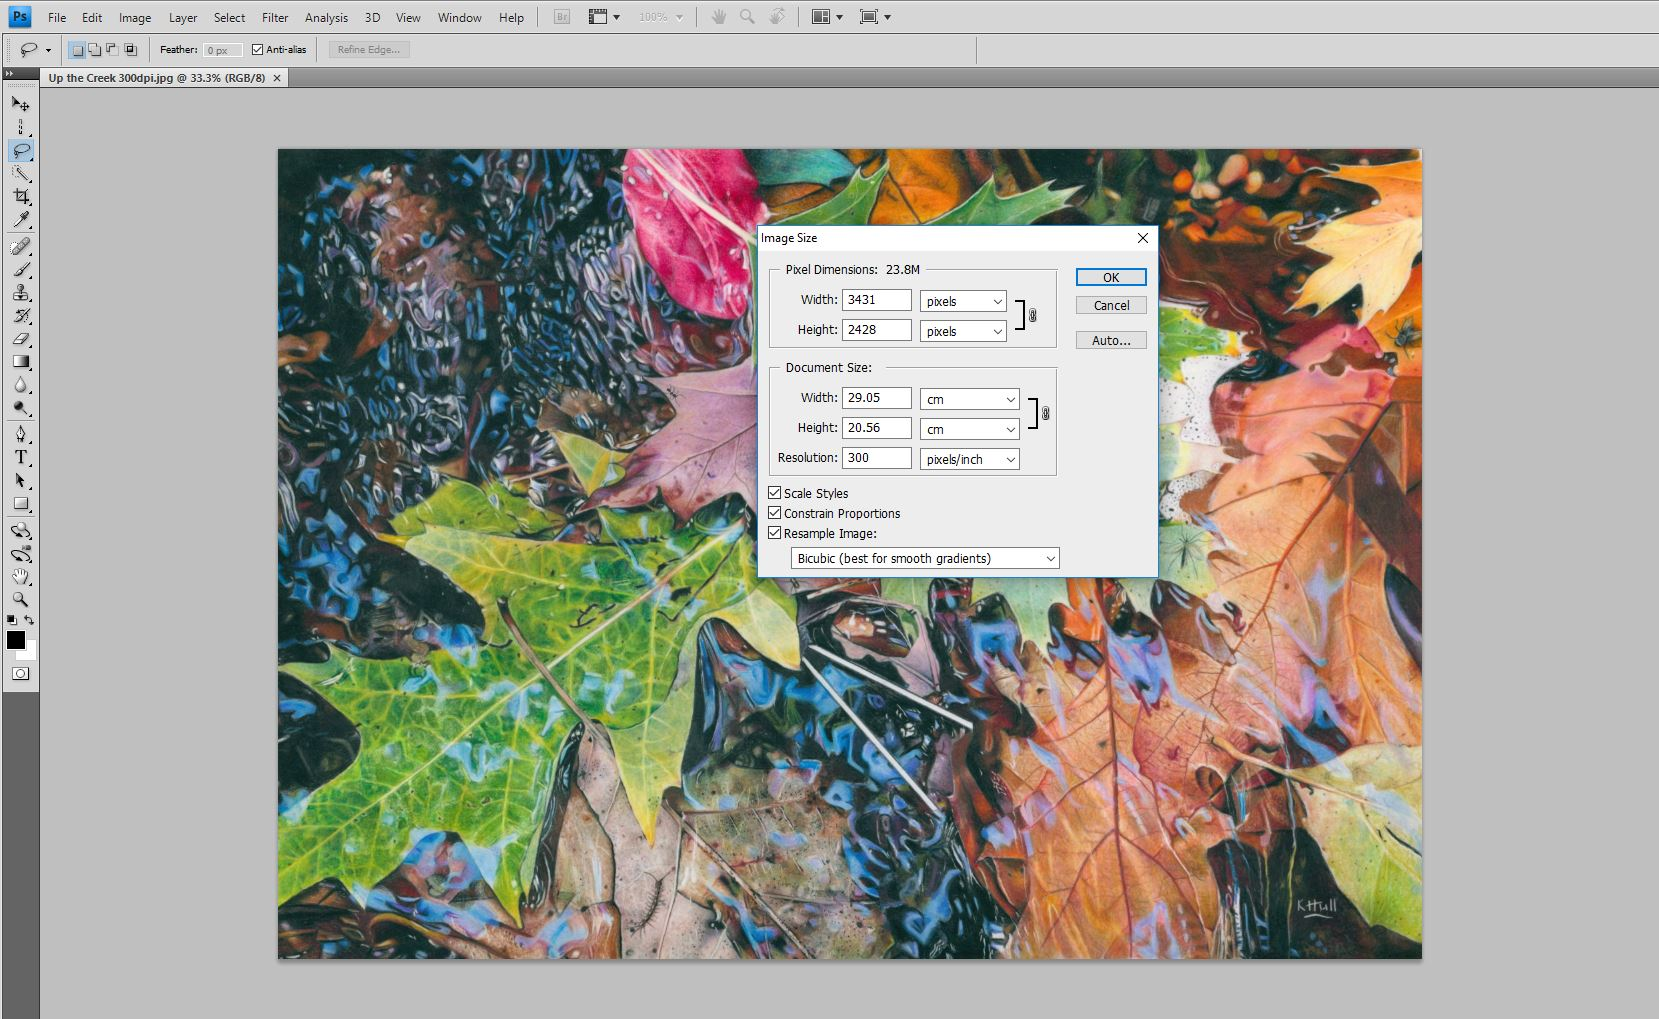 Ps File Edit Image Layer Select Filter Analysis 3D View Window Help Br 100%
Feather: 0 px Anti-alias Refine Edge...
Up the Creek 300dpi.jpg @ 33.3% (RGB/8)
Image Size
Pixel Dimensions: 23.8M
OK
Width: 3431 pixels
Cancel
Height: 2428 pixels
Auto...
Document Size:
Width: 29.05 cm
Height: 20.56 cm
Resolution: 300 pixels/inch
Scale Styles
Constrain Proportions
Resample Image:
Bicubic (best for smooth gradients)
T
K Hull